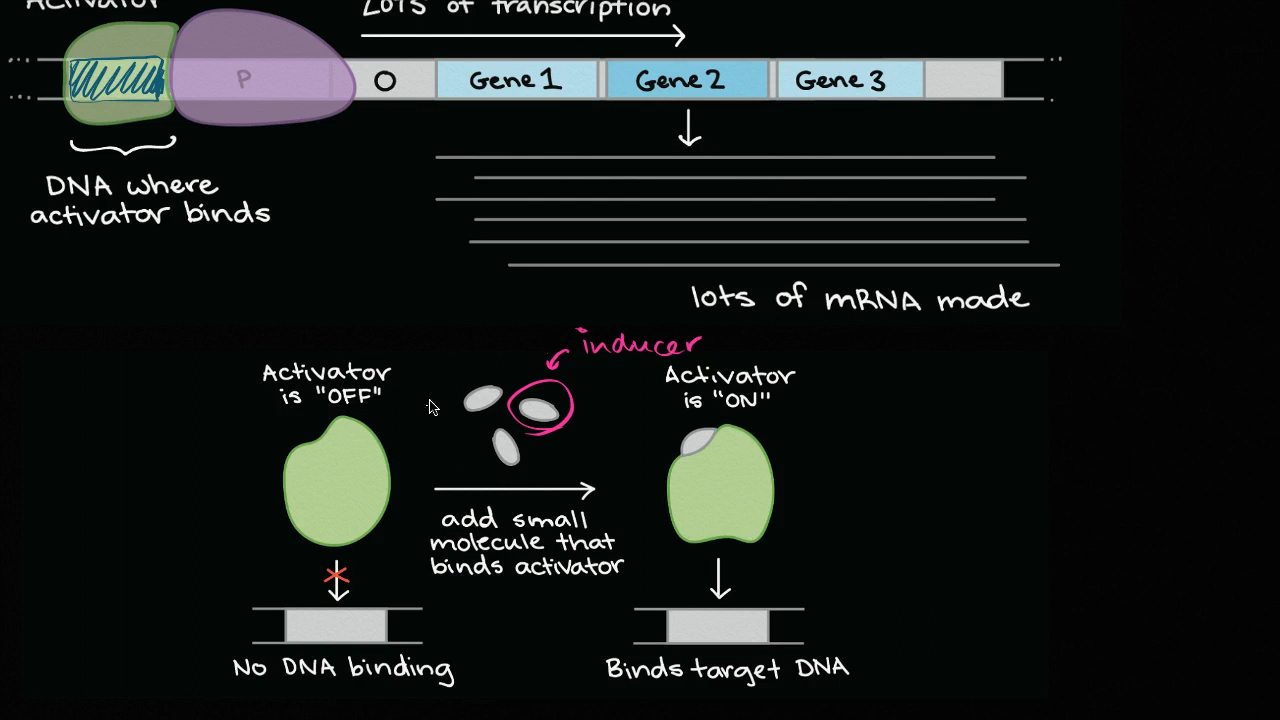 Activator
Lots of transcription
P O Gene 1 Gene 2 Gene 3
DNA where
activator binds
lots of mRNA made
inducer
Activator
is "OFF"
Activator
is "ON"
add small
molecule that
binds activator
No DNA binding
Binds target DNA